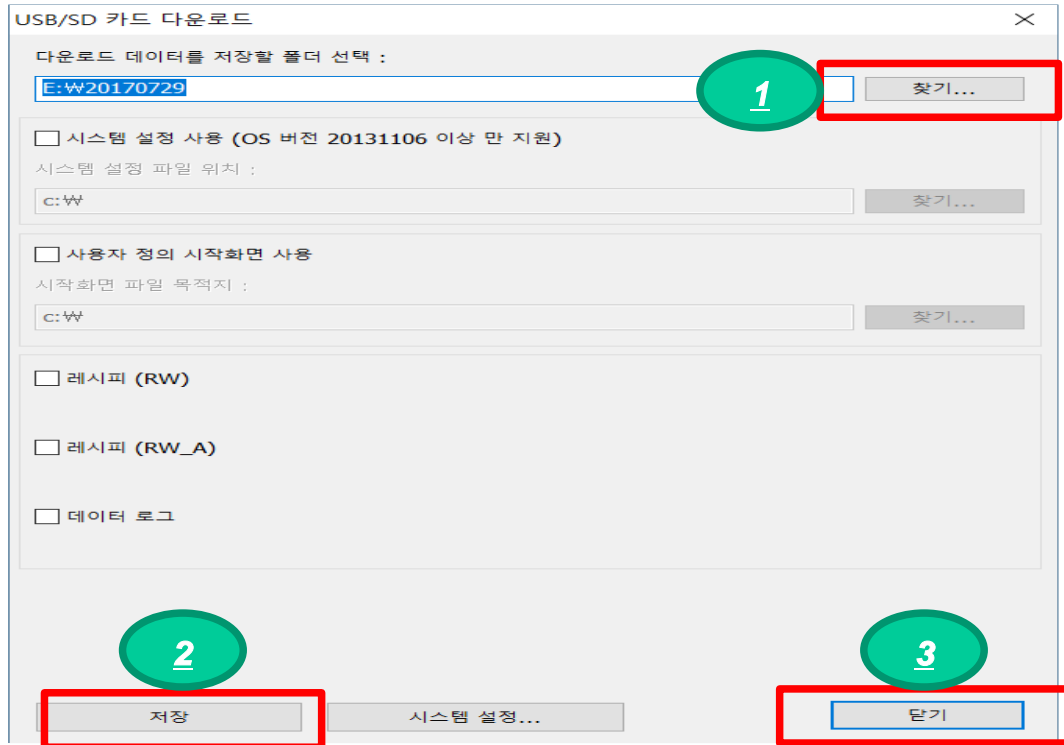 USB/SD 카드 다운로드
다운로드 데이터를 저장할 폴더 선택 :
E:₩20170729
1
찾기...
시스템 설정 사용 (OS 버전 20131106 이상 만 지원)
시스템 설정 파일 위치 :
c:₩
찾기...
사용자 정의 시작화면 사용
시작화면 파일 목적지 :
c:₩
찾기...
레시피 (RW)
레시피 (RW_A)
데이터 로그
2
3
저장
시스템 설정...
닫기